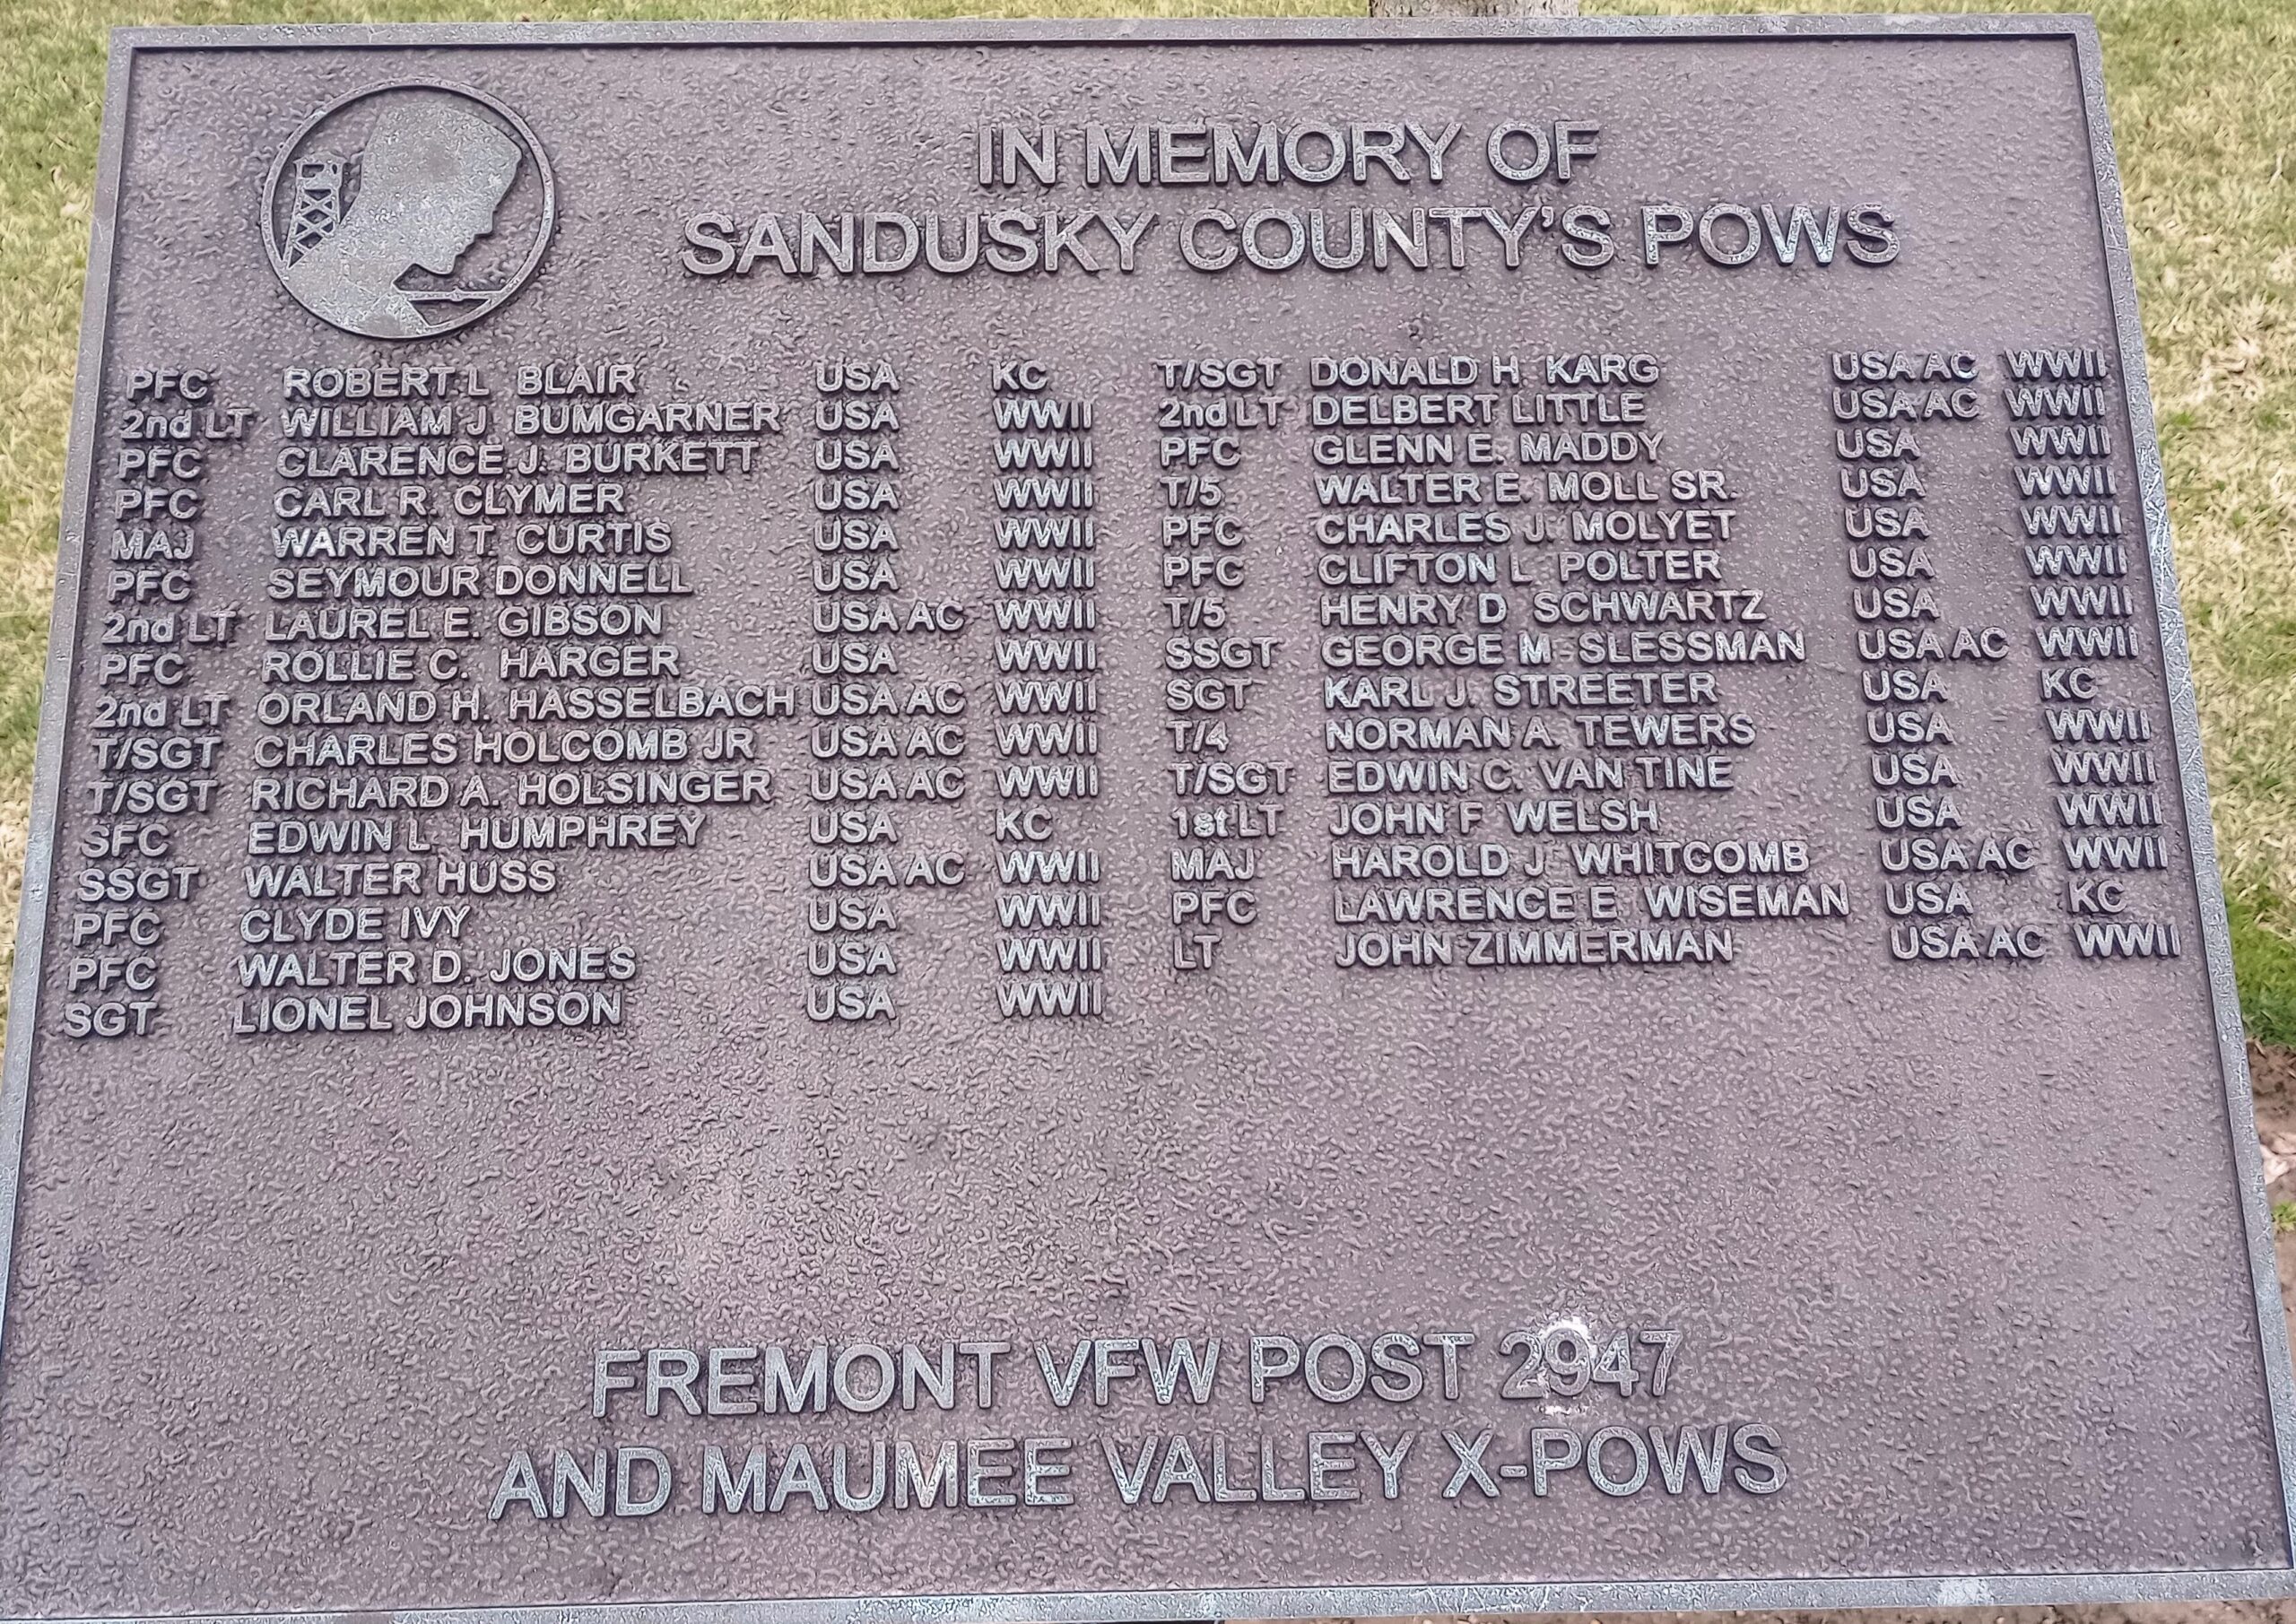 IN MEMORY OF
SANDUSKY COUNTY'S POWS
PFC ROBERT L BLAIR USA KC
2nd LT WILLIAM J. BUMGARNER USA WWII
PFC CLARENCE J. BURKETT USA WWII
PFC CARL R. CLYMER USA WWII
MAJ WARREN T. CURTIS USA WWII
PFC SEYMOUR DONNELL USA WWII
2nd LT LAUREL E. GIBSON USA AC WWII
PFC ROLLIE C. HARGER USA WWII
2nd LT ORLAND H. HASSELBACH USA AC WWII
T/SGT CHARLES HOLCOMB JR USA AC WWII
T/SGT RICHARD A. HOLSINGER USA AC WWII
SFC EDWIN L HUMPHREY USA KC
SSGT WALTER HUSS USA AC WWII
PFC CLYDE IVY USA WWII
PFC WALTER D. JONES USA WWII
SGT LIONEL JOHNSON USA WWII
T/SGT DONALD H. KARG USA AC WWII
2nd LT DELBERT LITTLE USA AC WWII
PFC GLENN E. MADDY USA WWII
T/5 WALTER E. MOLL SR. USA WWII
PFC CHARLES J. MOLYET USA WWII
PFC CLIFTON L POLTER USA WWII
T/5 HENRY D SCHWARTZ USA WWII
SSGT GEORGE M SLESSMAN USA AC WWII
SGT KARL J. STREETER USA KC
T/4 NORMAN A. TEWERS USA WWII
T/SGT EDWIN C. VAN TINE USA WWII
1st LT JOHN F WELSH USA WWII
MAJ HAROLD J WHITCOMB USA AC WWII
PFC LAWRENCE E WISEMAN USA KC
LT JOHN ZIMMERMAN USA AC WWII
FREMONT VFW POST 2947
AND MAUMEE VALLEY X-POWS